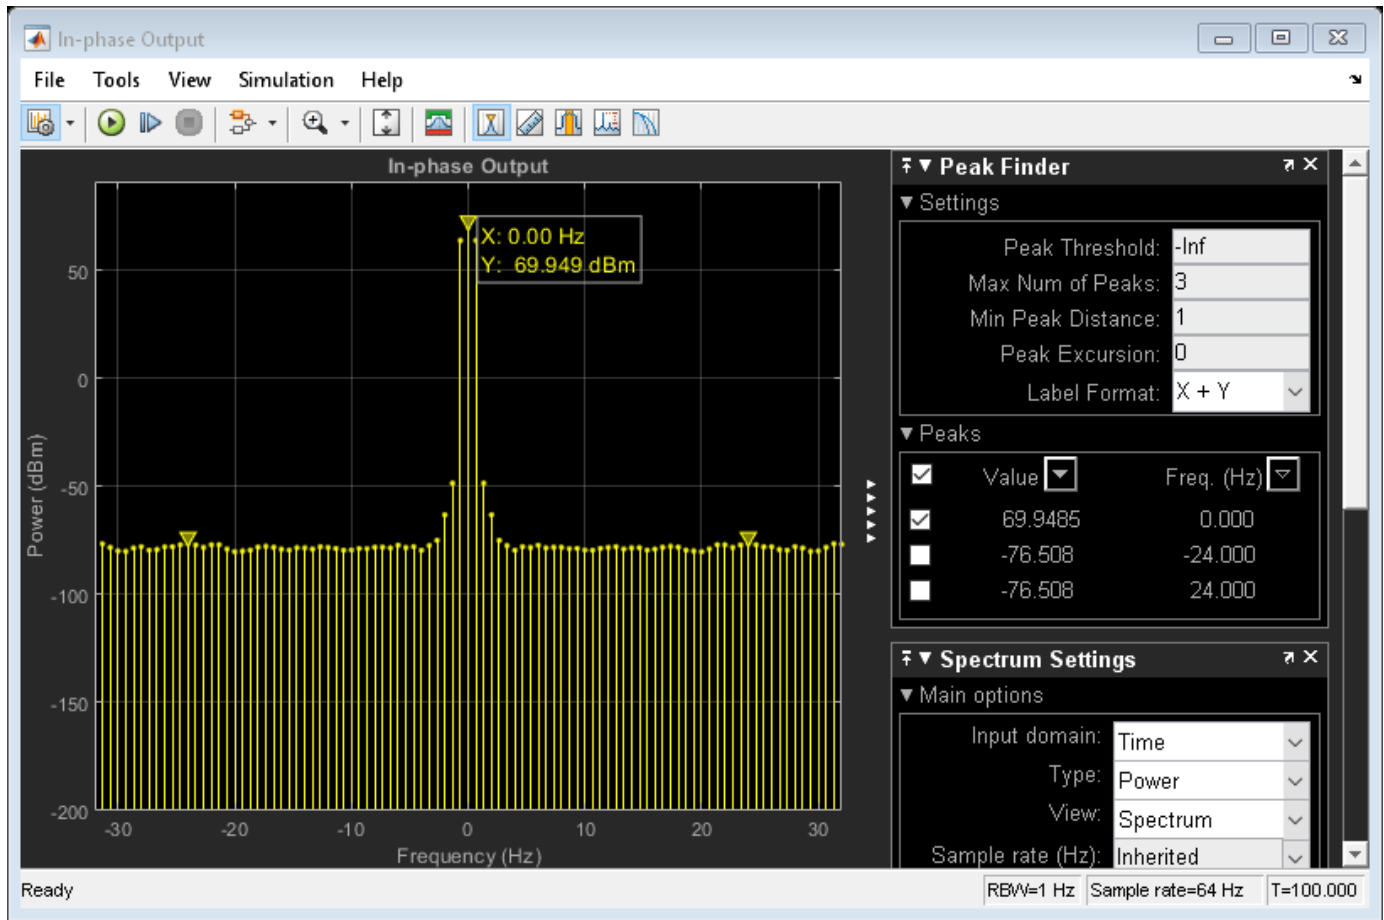 In-phase Output
File Tools View Simulation Help
In-phase Output
X: 0.00 Hz
Y: 69.949 dBm
50
0
-50
-100
-150
-200
Power (dBm)
-30 -20 -10 0 10 20 30
Frequency (Hz)
Peak Finder
Settings
Peak Threshold: -Inf
Max Num of Peaks: 3
Min Peak Distance: 1
Peak Excursion: 0
Label Format: X + Y
Peaks
Value Freq. (Hz)
69.9485 0.000
-76.508 -24.000
-76.508 24.000
Spectrum Settings
Main options
Input domain: Time
Type: Power
View: Spectrum
Sample rate (Hz): Inherited
Ready RBW=1 Hz Sample rate=64 Hz T=100.000